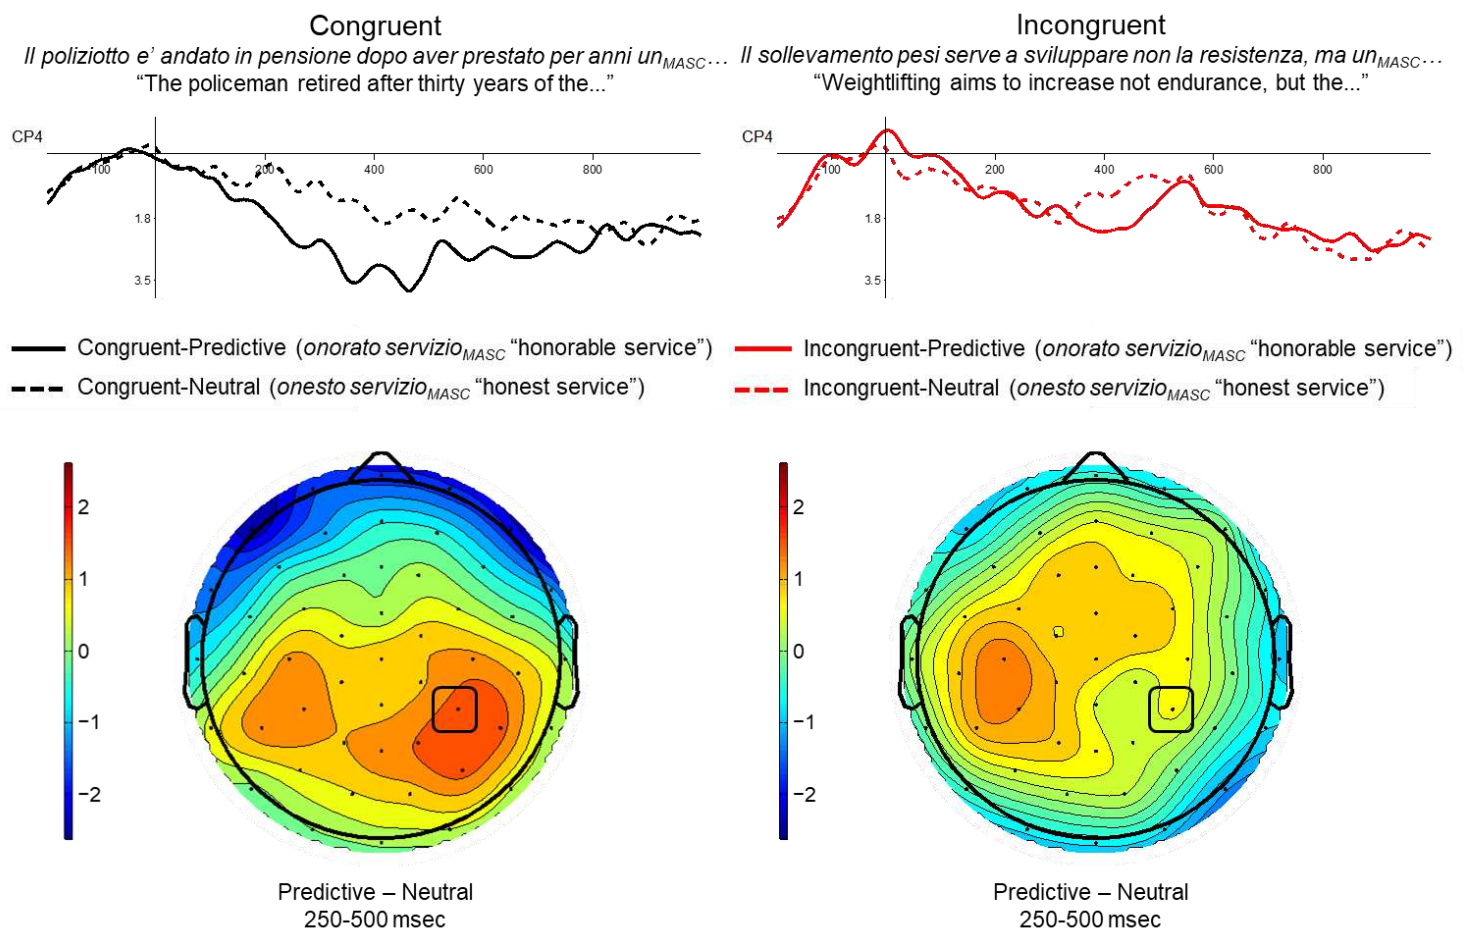 Congruent
Il poliziotto e’ andato in pensione dopo aver prestato per anni unMASC…
“The policeman retired after thirty years of the...”
CP4
-100
200
400
600
800
1.8
3.5
Congruent-Predictive (onorato servizioMASC “honorable service”)
Congruent-Neutral (onesto servizioMASC “honest service”)
2
1
0
−1
−2
Predictive – Neutral
250-500 msec
Incongruent
Il sollevamento pesi serve a sviluppare non la resistenza, ma unMASC…
“Weightlifting aims to increase not endurance, but the...”
CP4
-100
200
400
600
800
1.8
3.5
Incongruent-Predictive (onorato servizioMASC “honorable service”)
Incongruent-Neutral (onesto servizioMASC “honest service”)
2
1
0
−1
−2
Predictive – Neutral
250-500 msec